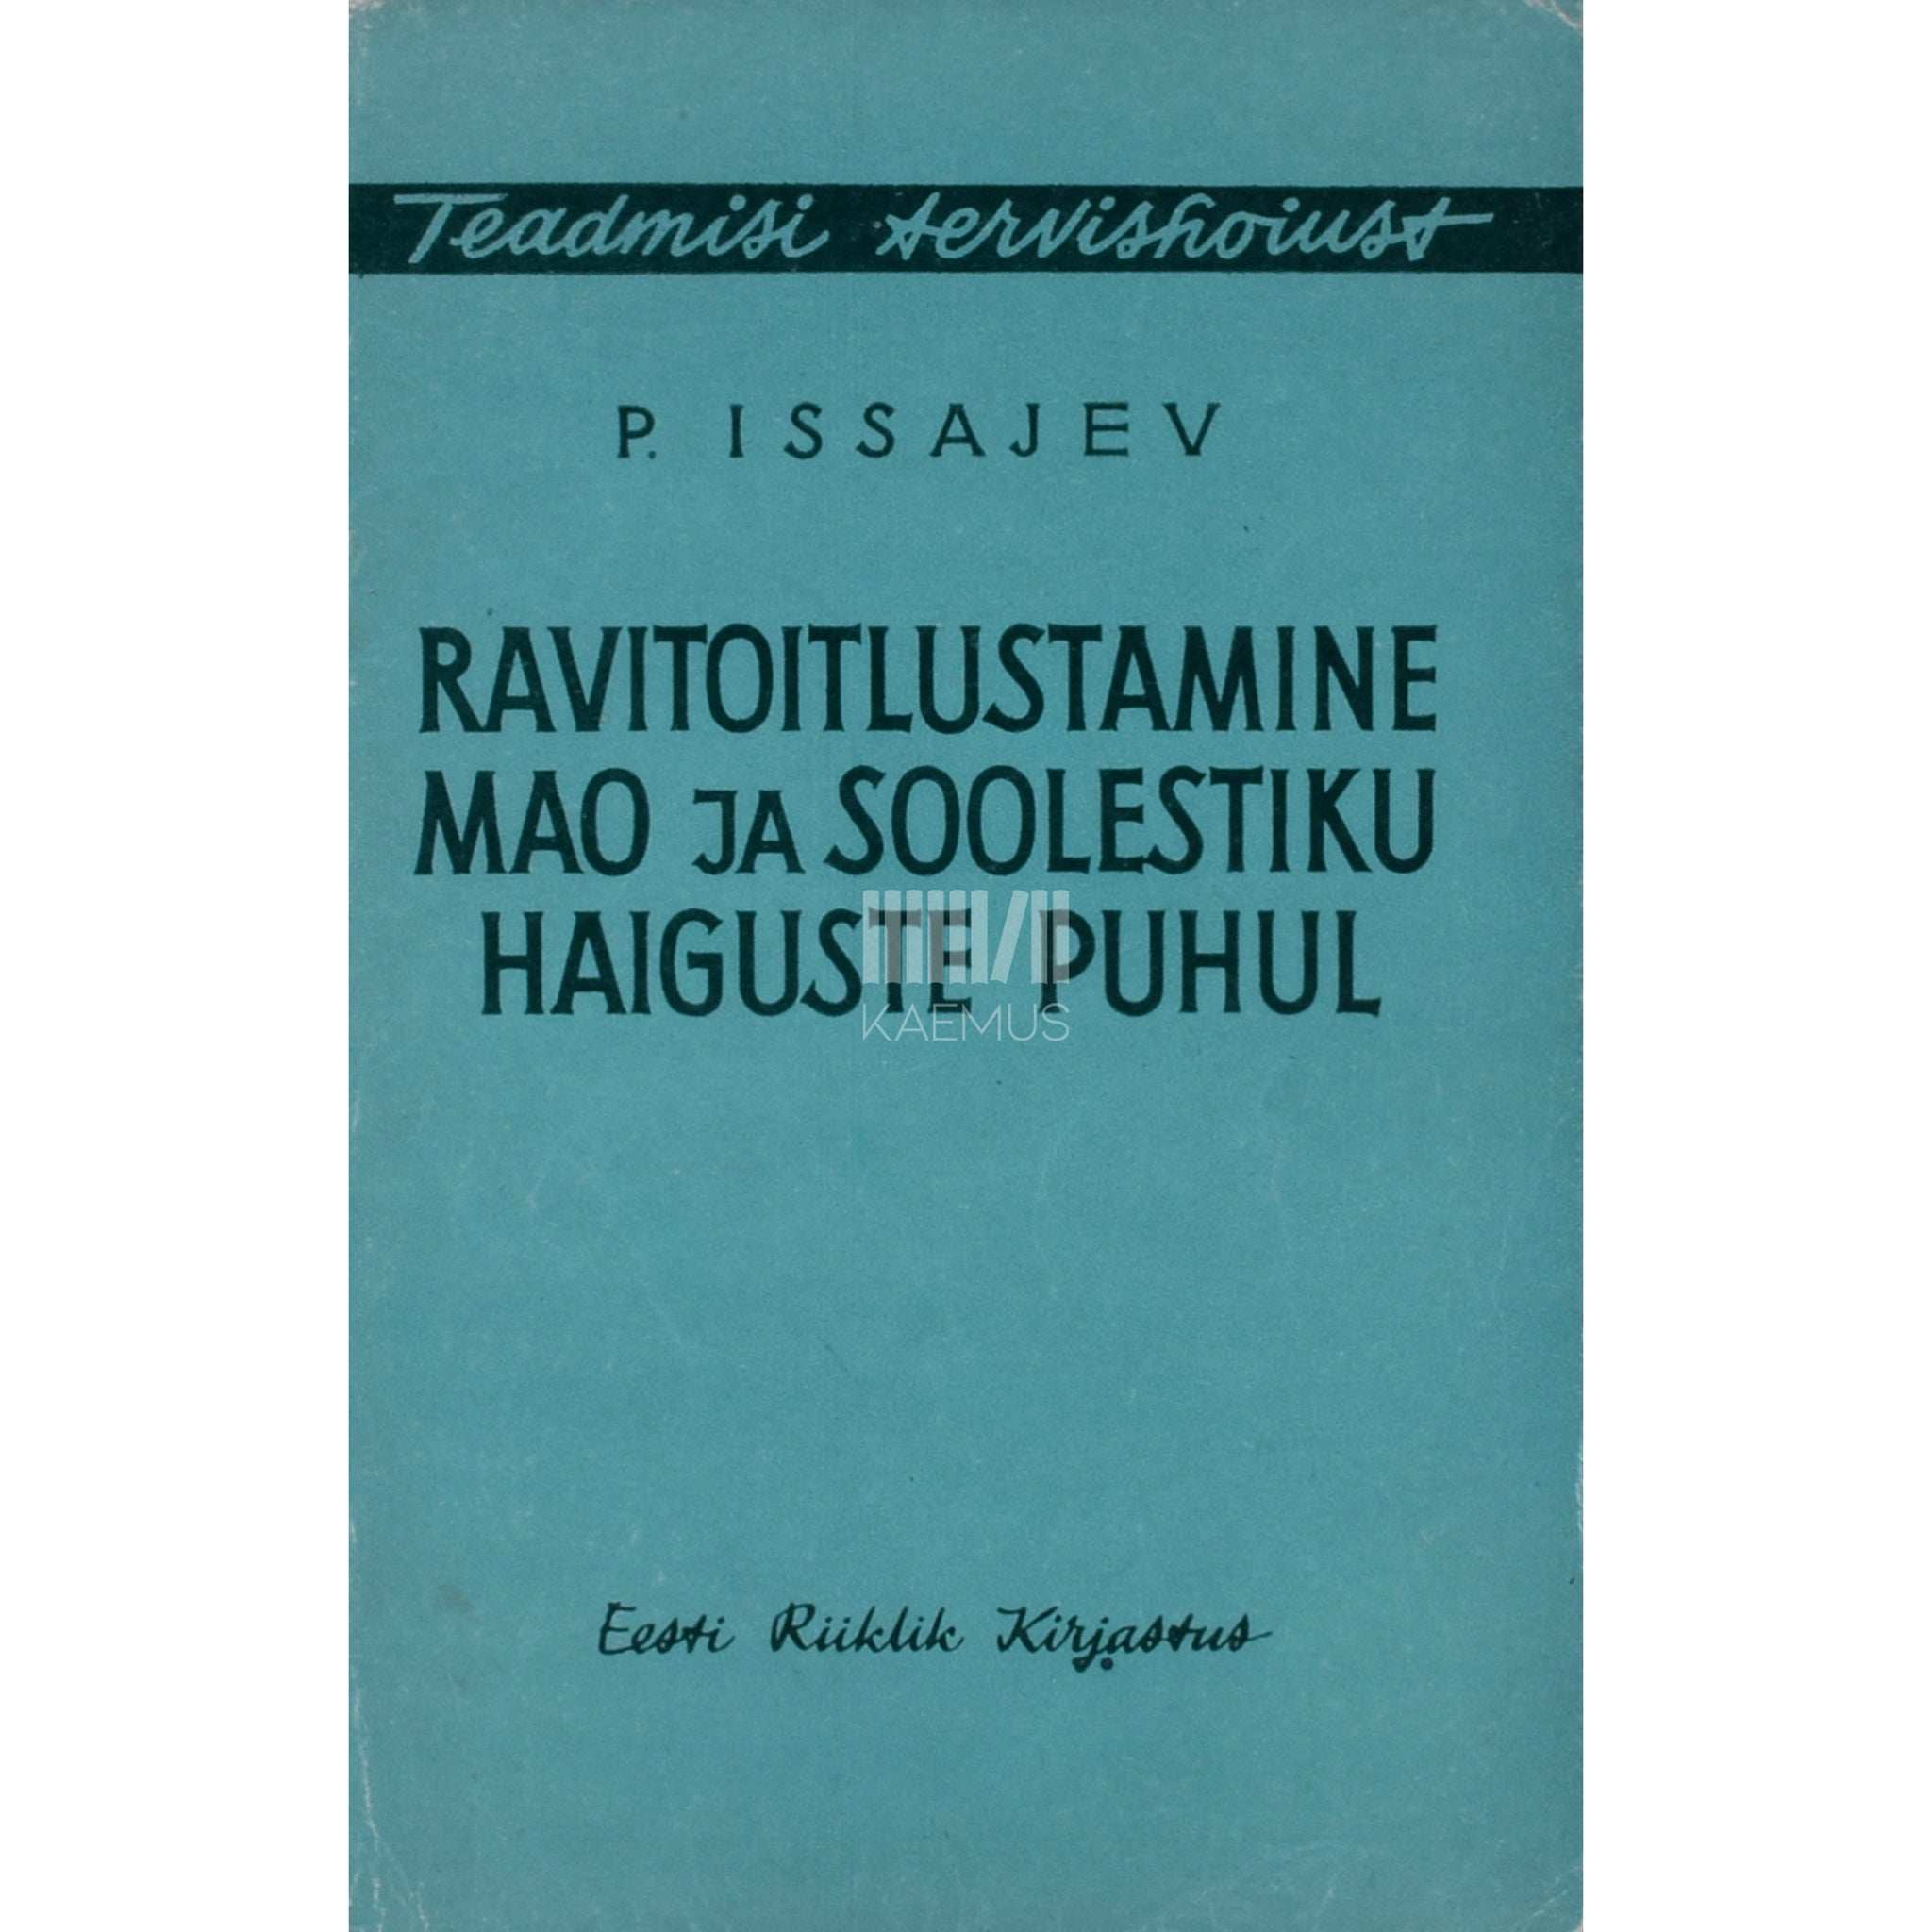 Teadmisi tervishoiust
P. ISSAJEV
RAVITOITLUSTAMINE
MAO JA SOOLESTIKU
HAIGUSTE PUHUL
KAEMUS
Eesti Riiklik Kirjastus